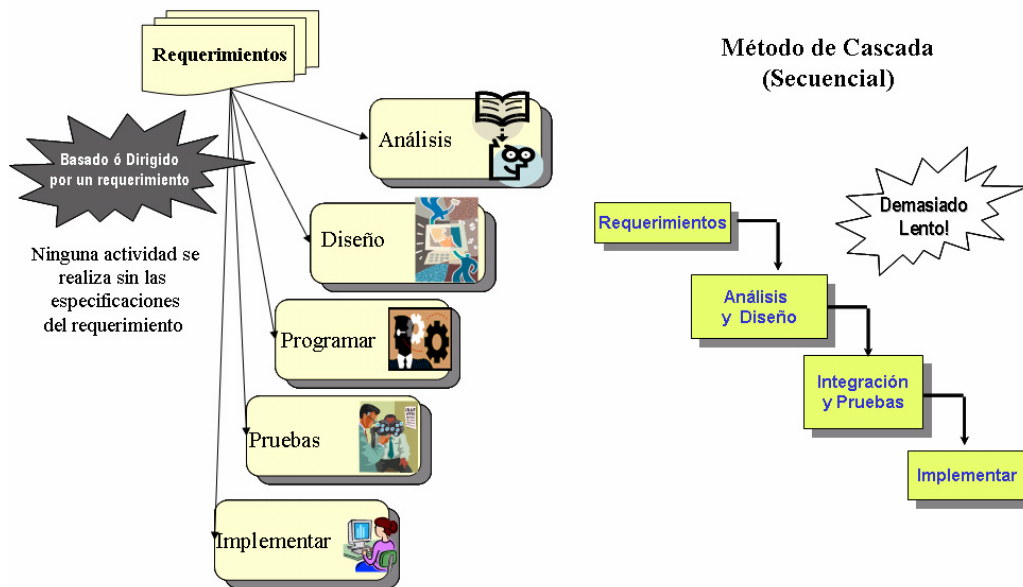 Requerimientos
Basado ó Dirigido
por un requerimiento
Ninguna actividad se
realiza sin las
especificaciones
del requerimiento
Análisis
Diseño
Programar
Pruebas
Implementar
Método de Cascada
(Secuencial)
Demasiado
Lento!
Requerimientos
Análisis
y Diseño
Integración
y Pruebas
Implementar